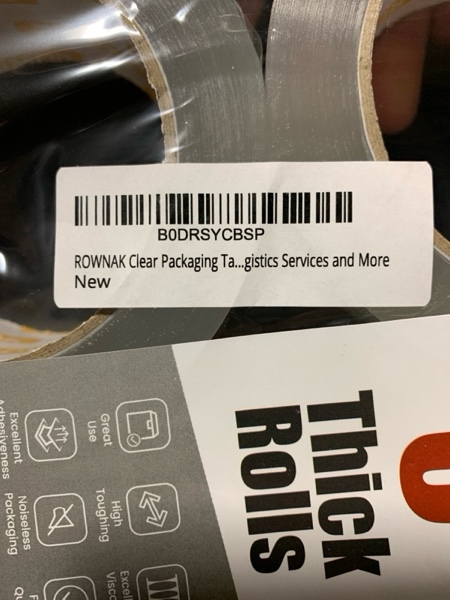 B0DRSYCBSP
ROWNAK Clear Packaging Ta...gistics Services and More
New
Thick
Rolls
Great
Use
Excellent
Adhesiveness
High
Toughing
Noiseless
Packaging